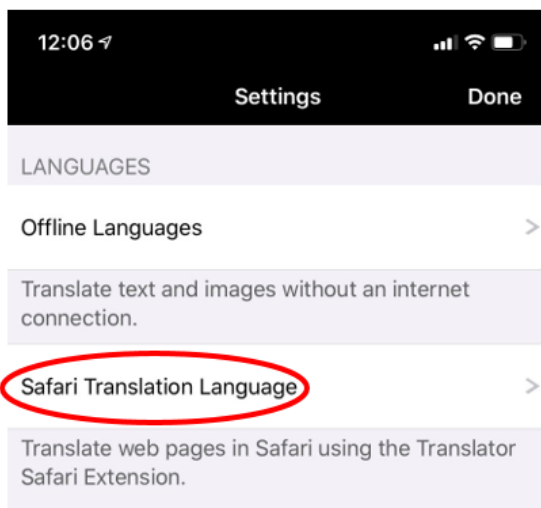 12:06
Settings
Done
LANGUAGES
Offline Languages
Translate text and images without an internet
connection.
Safari Translation Language
Translate web pages in Safari using the Translator
Safari Extension.